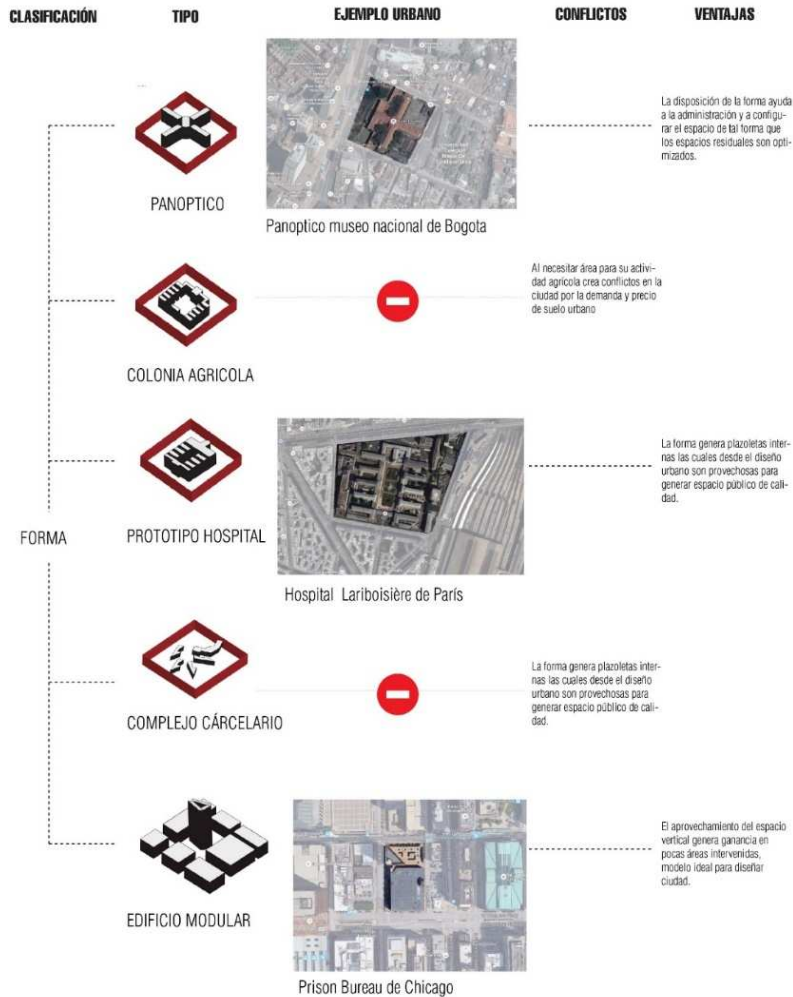 CLASIFICACIÓN TIPO EJEMPLO URBANO CONFLICTOS VENTAJAS
PANOPTICO
Panoptico museo nacional de Bogota
La disposición de la forma ayuda
a la administración y a configu-
rar el espacio de tal forma que
los espacios residuales son opti-
mizados.
COLONIA AGRICOLA
Al necesitar área para su activi-
dad agrícola crea conflictos en la
ciudad por la demanda y precio
de suelo urbano
FORMA
PROTOTIPO HOSPITAL
Hospital Lariboisière de París
La forma genera plazoletas inter-
nas las cuales desde el diseño
urbano son provechosas para
generar espacio público de cali-
dad.
COMPLEJO CÁRCELARIO
La forma genera plazoletas inter-
nas las cuales desde el diseño
urbano son provechosas para
generar espacio público de cali-
dad.
EDIFICIO MODULAR
Prison Bureau de Chicago
El aprovechamiento del espacio
vertical genera ganancia en
pocas áreas intervenidas,
modelo ideal para diseñar
ciudad.